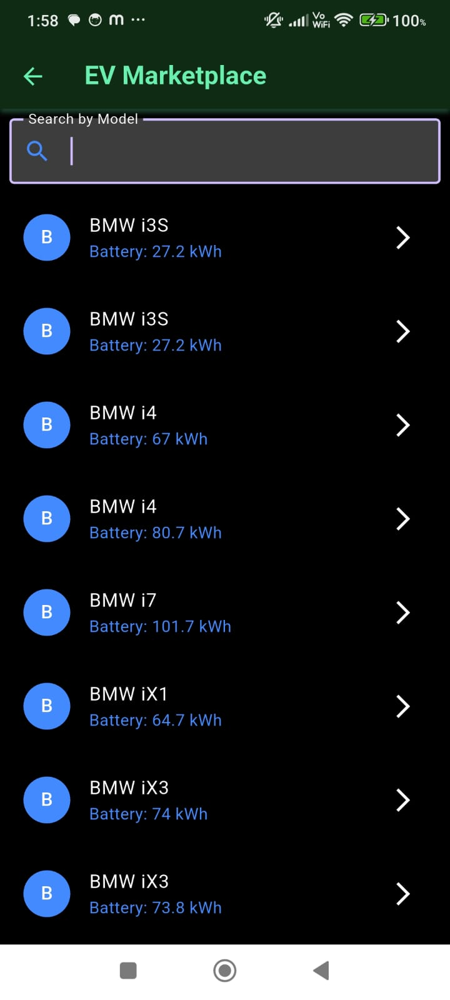 1:58 m ... Vo WiFi 100%
EV Marketplace
Search by Model
B BMW i3S
Battery: 27.2 kWh
B BMW i3S
Battery: 27.2 kWh
B BMW i4
Battery: 67 kWh
B BMW i4
Battery: 80.7 kWh
B BMW i7
Battery: 101.7 kWh
B BMW iX1
Battery: 64.7 kWh
B BMW iX3
Battery: 74 kWh
B BMW iX3
Battery: 73.8 kWh